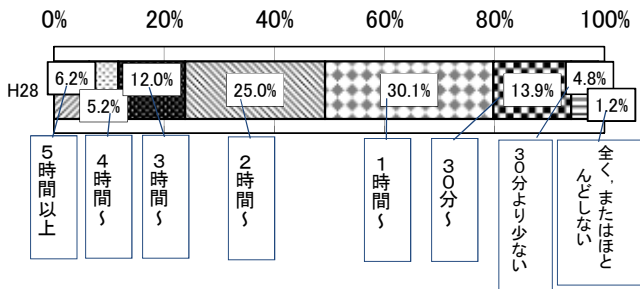 0%
20%
40%
60%
80%
100%
H28
6.2%
5.2%
12.0%
25.0%
30.1%
13.9%
4.8%
1.2%
5時間以上
4時間~
3時間~
2時間~
1時間~
30分~
30分より少ない
全く,またはほと
んどしない